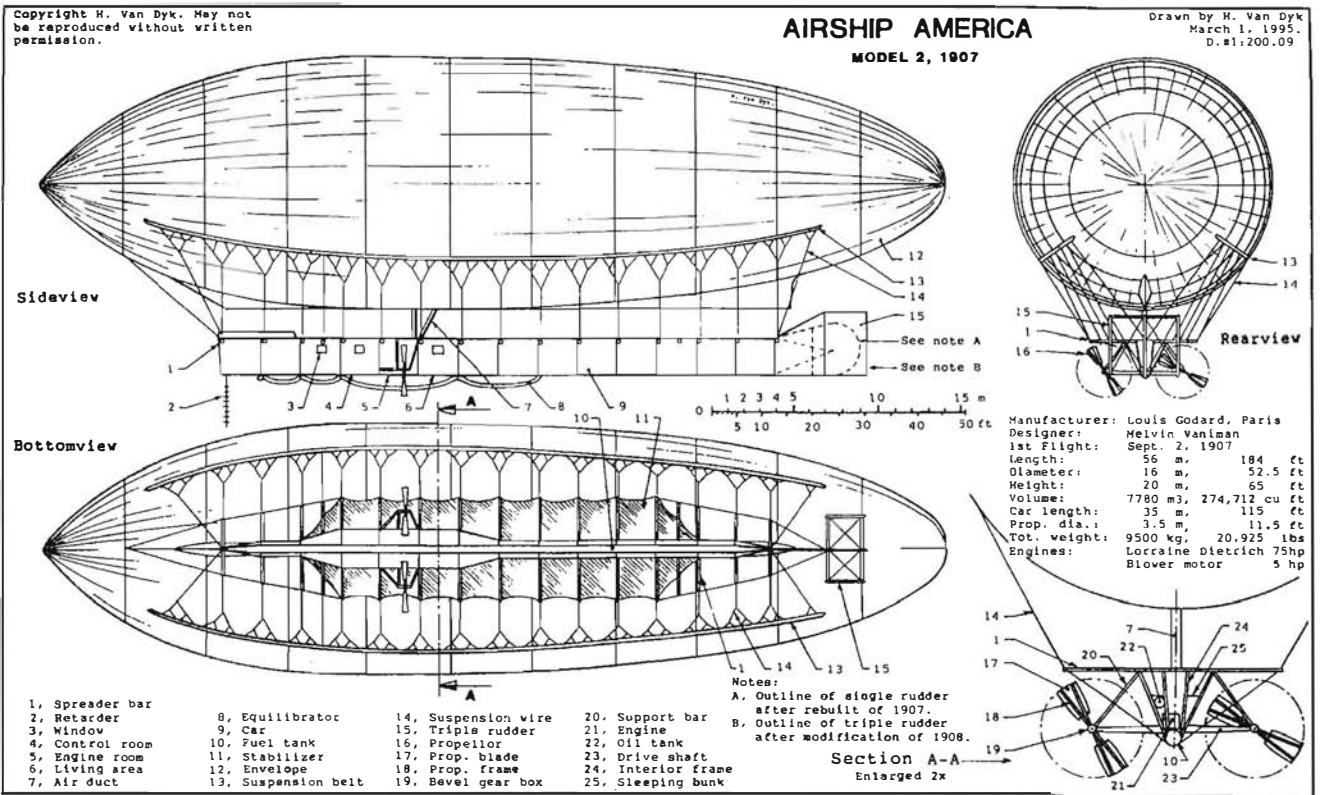 Copyright H. Van Dyk. May not
be reproduced without written
permission.
AIRSHIP AMERICA
MODEL 2, 1907
Drawn by H. Van Dyk
March 1, 1995.
D.#1:200.09
H. Van Dyk.
Sideview
12
13
14
15
See note A
See note B
1
2
3 4 5 6 7 8 9
A
13
14
15
1
16
Rearview
0 1 2 3 4 5 10 15 m
5 10 20 30 40 50 ft
Bottomview
10 11
1 14 13 15
A
Manufacturer: Louis Godard, Paris
Designer: Melvin Vaniman
1st Flight: Sept. 2, 1907
Length: 56 m, 184 ft
Diameter: 16 m, 52.5 ft
Height: 20 m, 65 ft
Volume: 7780 m3, 274,712 cu ft
Car length: 35 m, 115 ft
Prop. dia.: 3.5 m, 11.5 ft
Tot. weight: 9500 kg, 20,925 lbs
Engines: Lorraine Dietrich 75hp
Blower motor 5 hp
14
1
17
20
7
22
24
25
18
19
21
10
23
Notes:
A, Outline of single rudder
after rebuilt of 1907.
B, Outline of triple rudder
after modification of 1908.
Section A-A
Enlarged 2x
1, Spreader bar
2, Retarder
3, Window
4, Control room
5, Engine room
6, Living area
7, Air duct
8, Equilibrator
9, Car
10, Fuel tank
11, Stabilizer
12, Envelope
13, Suspension belt
14, Suspension wire
15, Triple rudder
16, Propellor
17, Prop. blade
18, Prop. frame
19, Bevel gear box
20, Support bar
21, Engine
22, Oil tank
23, Drive shaft
24, Interior frame
25, Sleeping bunk